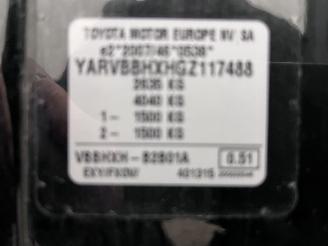 TOYOTA MOTOR EUROPE NV/SA
e2*2007/46*0538*
YARVBBHXHGZ117488
2635 KG
4040 KG
1 - 1500 KG
2 - 1500 KG
VBBHXH - B2B01A 0.51